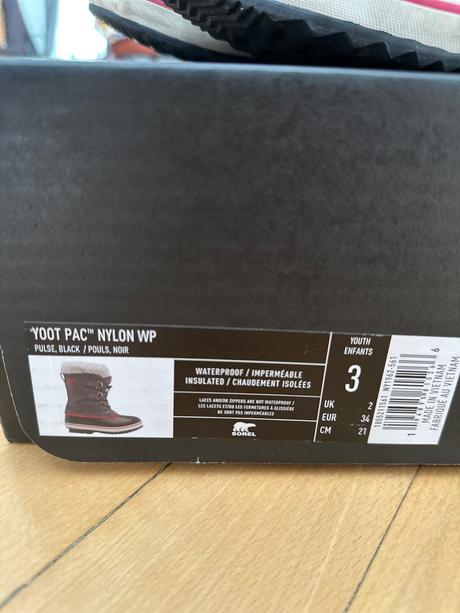 YOOT PAC™ NYLON WP
PULSE, BLACK / POULS, NOIR
WATERPROOF / IMPERMÉABLE
INSULATED / CHAUDEMENT ISOLÉES
LACES AND/OR ZIPPERS ARE NOT WATERPROOF /
LES LACETS ET/OU LES FERMETURES À GLISSIÈRE
NE SONT PAS IMPERMÉABLES
SOREL
YOUTH
ENFANTS
3
UK 2
EUR 34
CM 21
MADE IN VIETNAM
FABRIQUÉ AU VIETNAM